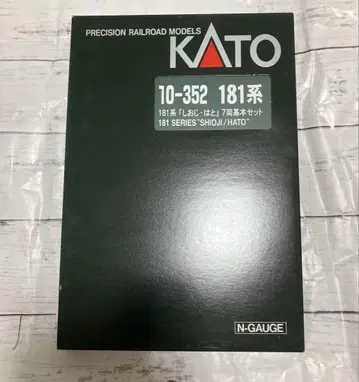 PRECISION RAILROAD MODELS
KATO
10-352 181系
181系「しおじ・はと」7両基本セット
181 SERIES "SHIOJI/HATO"
N-GAUGE